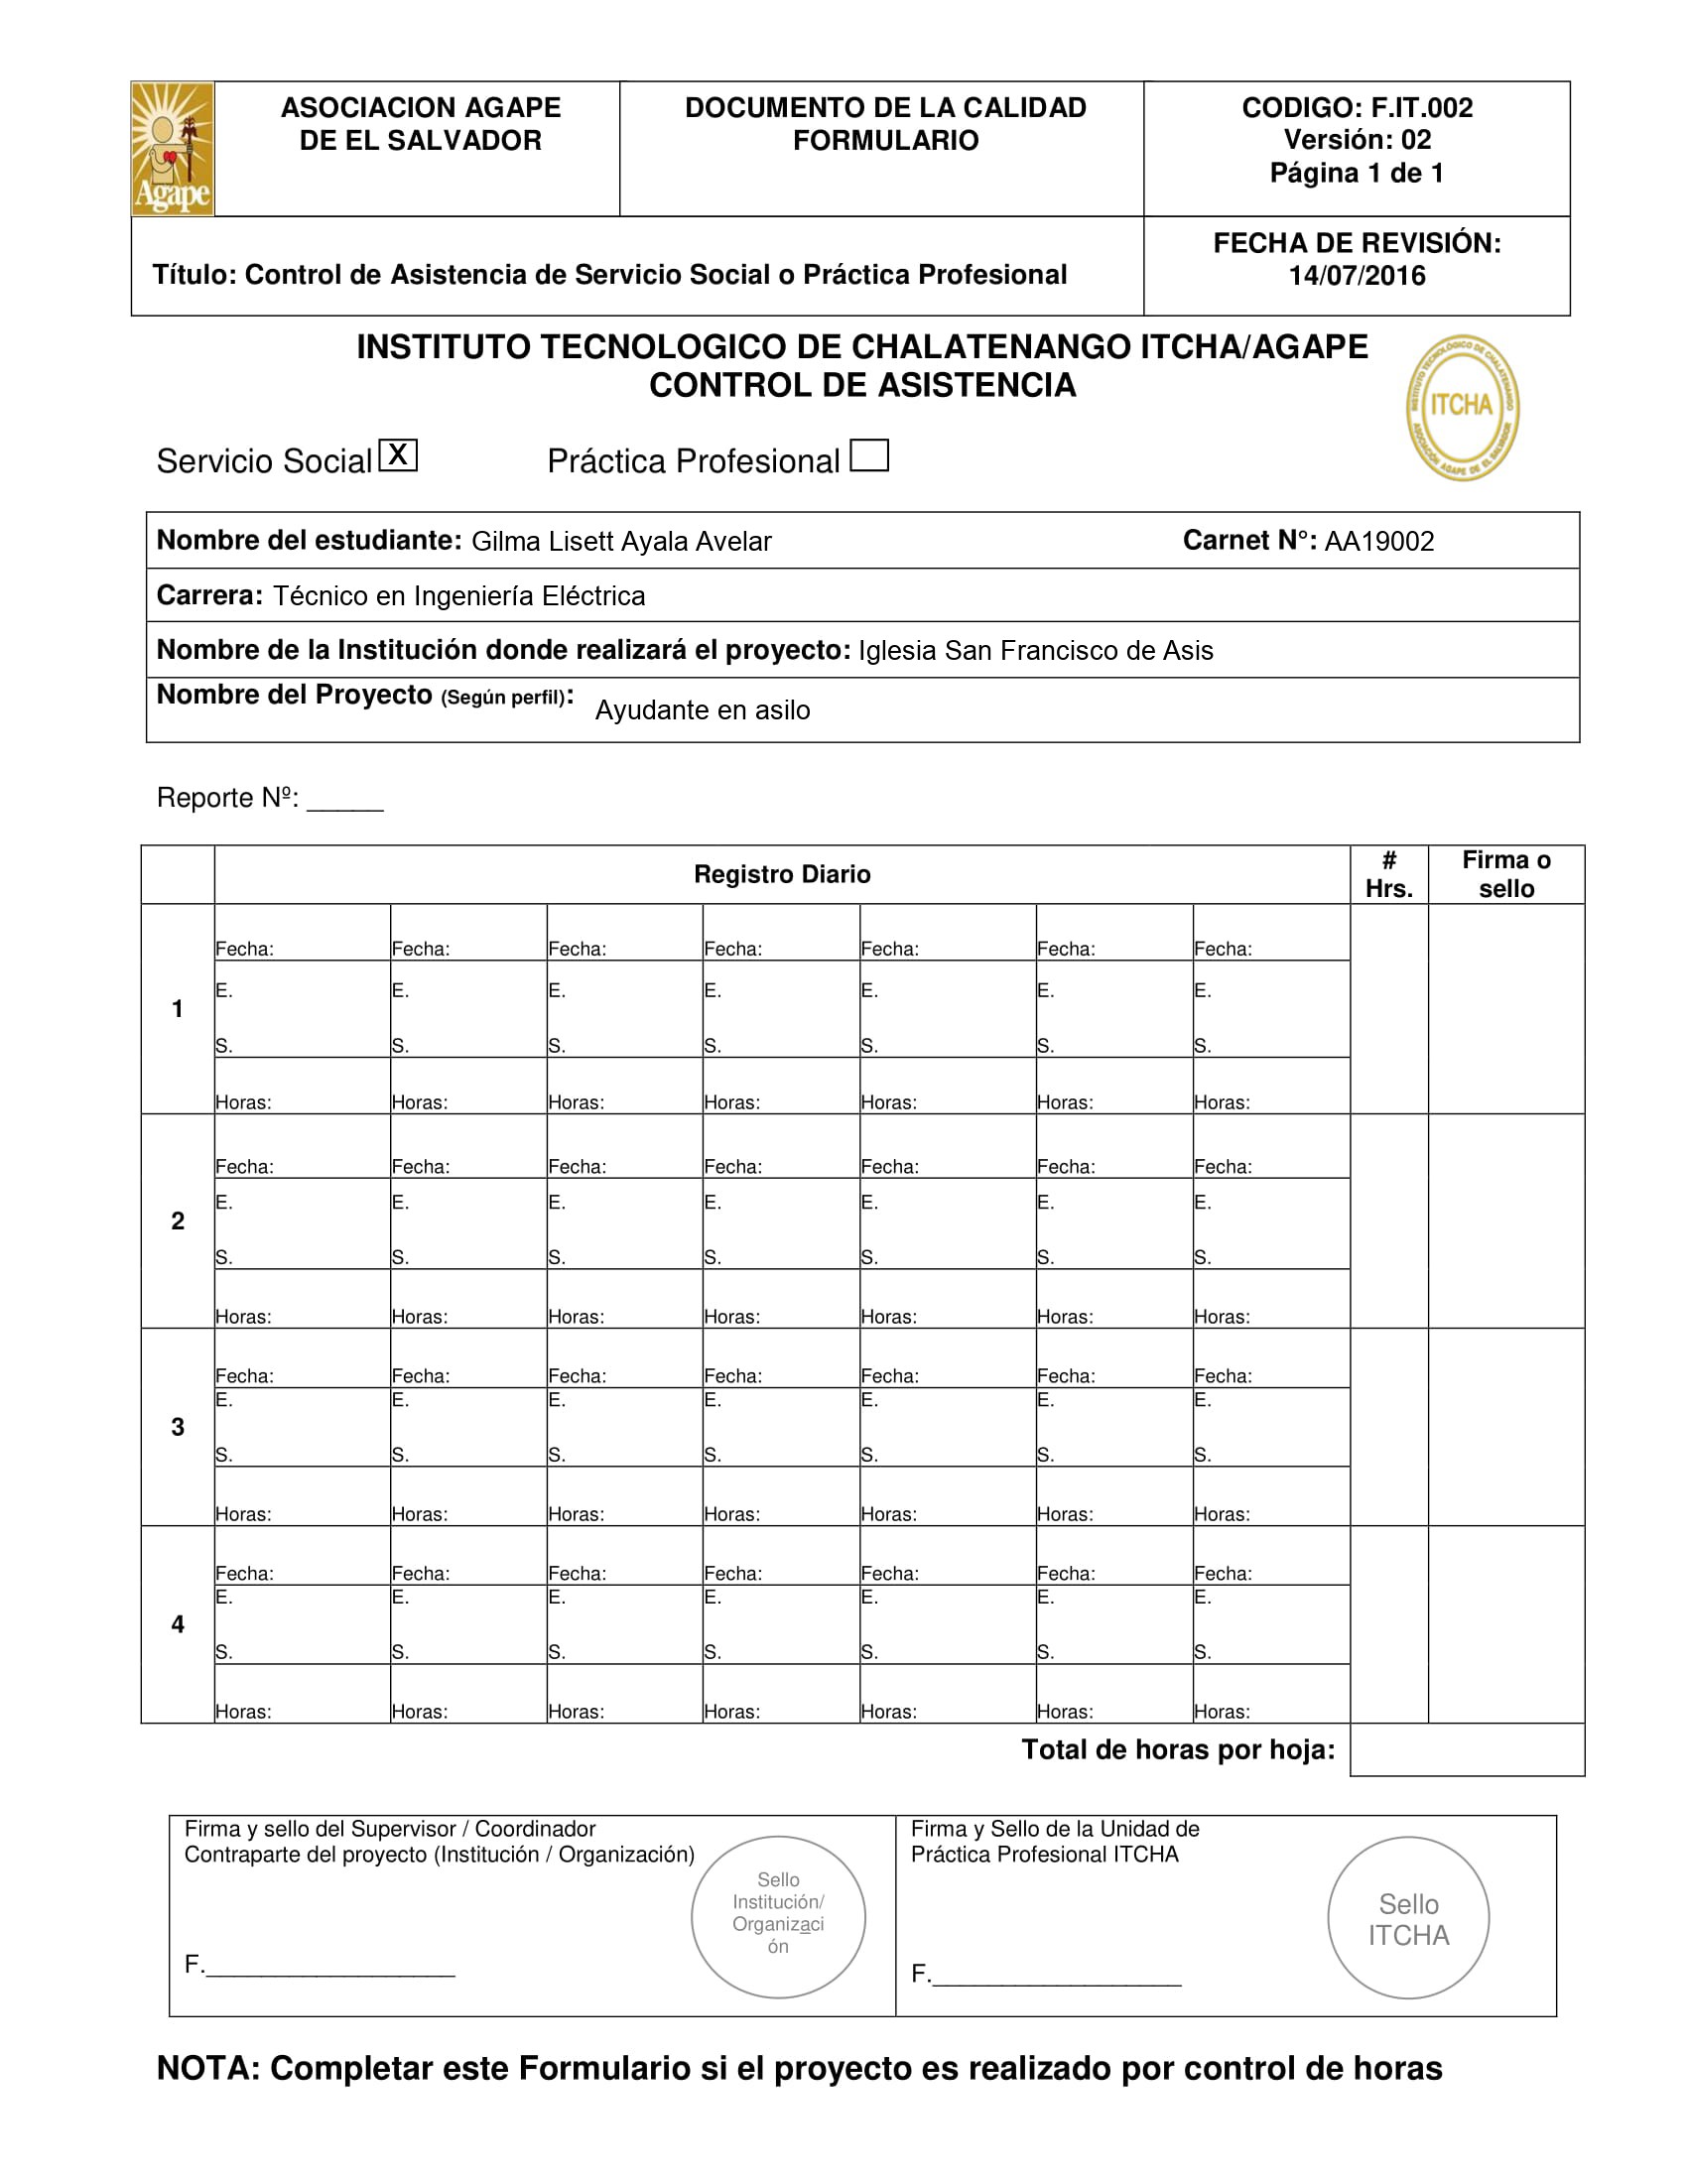 Agape
ASOCIACION AGAPE
DE EL SALVADOR
DOCUMENTO DE LA CALIDAD
FORMULARIO
CODIGO: F.IT.002
Versión: 02
Página 1 de 1
Título: Control de Asistencia de Servicio Social o Práctica Profesional
FECHA DE REVISIÓN:
14/07/2016
INSTITUTO TECNOLOGICO DE CHALATENANGO ITCHA/AGAPE
CONTROL DE ASISTENCIA
INSTITUTO TECNOLÓGICO DE CHALATENANGO
ITCHA
ASOCIACIÓN AGAPE DE EL SALVADOR
Servicio Social X Práctica Profesional
Nombre del estudiante: Gilma Lisett Ayala Avelar Carnet N°: AA19002
Carrera: Técnico en Ingeniería Eléctrica
Nombre de la Institución donde realizará el proyecto: Iglesia San Francisco de Asis
Nombre del Proyecto (Según perfil): Ayudante en asilo
Reporte Nº: _____
Registro Diario # Hrs. Firma o sello
Fecha: Fecha: Fecha: Fecha: Fecha: Fecha: Fecha:
1
E. E. E. E. E. E. E.
S. S. S. S. S. S. S.
Horas: Horas: Horas: Horas: Horas: Horas: Horas:
Fecha: Fecha: Fecha: Fecha: Fecha: Fecha: Fecha:
2
E. E. E. E. E. E. E.
S. S. S. S. S. S. S.
Horas: Horas: Horas: Horas: Horas: Horas: Horas:
Fecha: Fecha: Fecha: Fecha: Fecha: Fecha: Fecha:
3
E. E. E. E. E. E. E.
S. S. S. S. S. S. S.
Horas: Horas: Horas: Horas: Horas: Horas: Horas:
Fecha: Fecha: Fecha: Fecha: Fecha: Fecha: Fecha:
4
E. E. E. E. E. E. E.
S. S. S. S. S. S. S.
Horas: Horas: Horas: Horas: Horas: Horas: Horas:
Total de horas por hoja:
Firma y sello del Supervisor / Coordinador
Contraparte del proyecto (Institución / Organización)
Sello
Institución/
Organizaci
ón
F.____________________
Firma y Sello de la Unidad de
Práctica Profesional ITCHA
Sello
ITCHA
F.____________________
NOTA: Completar este Formulario si el proyecto es realizado por control de horas